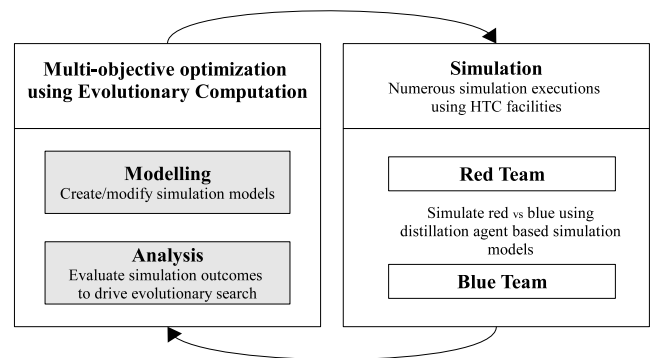 Multi-objective optimization
using Evolutionary Computation
Modelling
Create/modify simulation models
Analysis
Evaluate simulation outcomes
to drive evolutionary search
Simulation
Numerous simulation executions
using HTC facilities
Red Team
Simulate red vs blue using
distillation agent based simulation
models
Blue Team